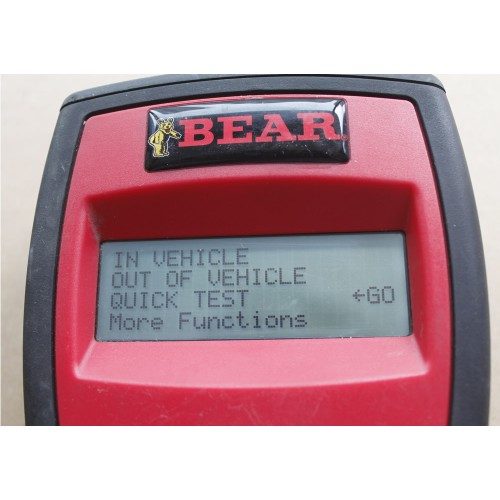 BEAR
IN VEHICLE
OUT OF VEHICLE
QUICK TEST ←GO
More Functions